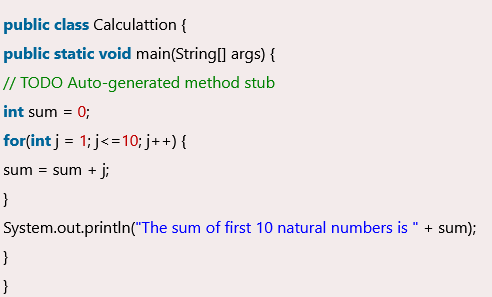 public class Calculattion {
public static void main(String[] args) {
// TODO Auto-generated method stub
int sum = 0;
for(int j = 1; j<=10; j++) {
sum = sum + j;
}
System.out.println("The sum of first 10 natural numbers is " + sum);
}
}